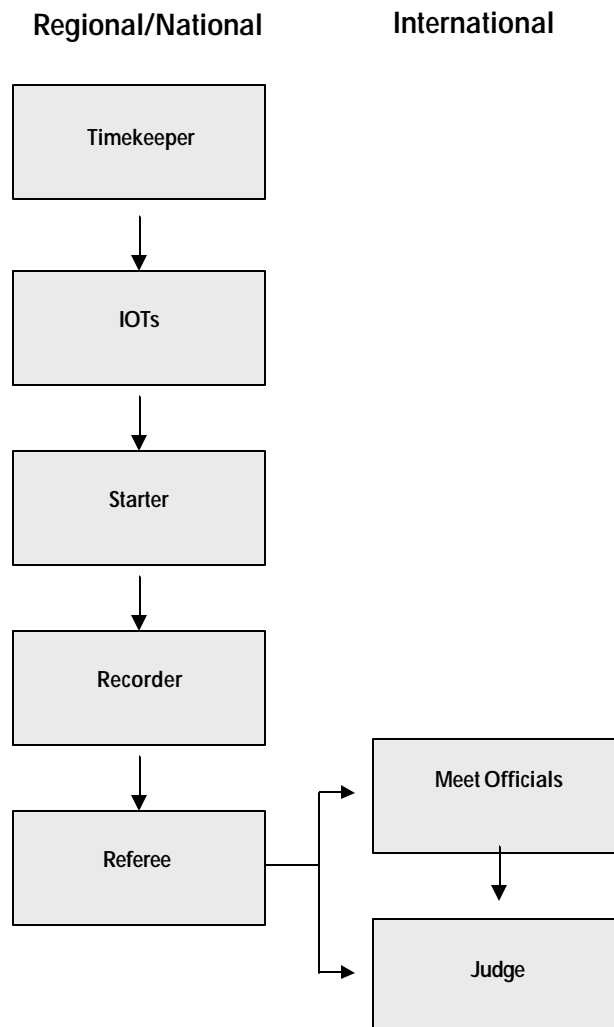 Regional/National
International
Timekeeper
IOTs
Starter
Recorder
Meet Officials
Referee
Judge